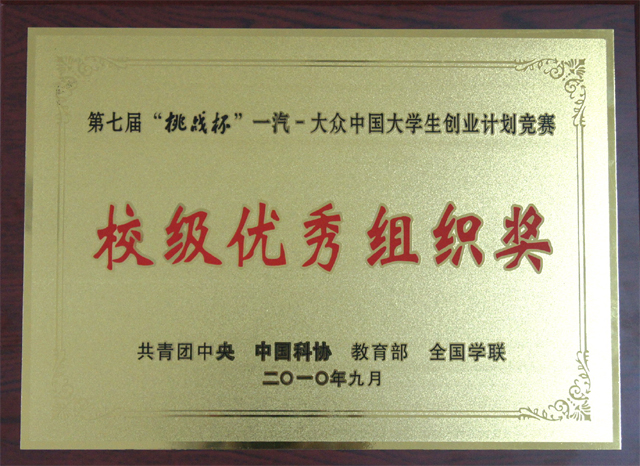 第七届“挑战杯”一汽－大众中国大学生创业计划竞赛
校级优秀组织奖
共青团中央 中国科协 教育部 全国学联
二〇一〇年九月